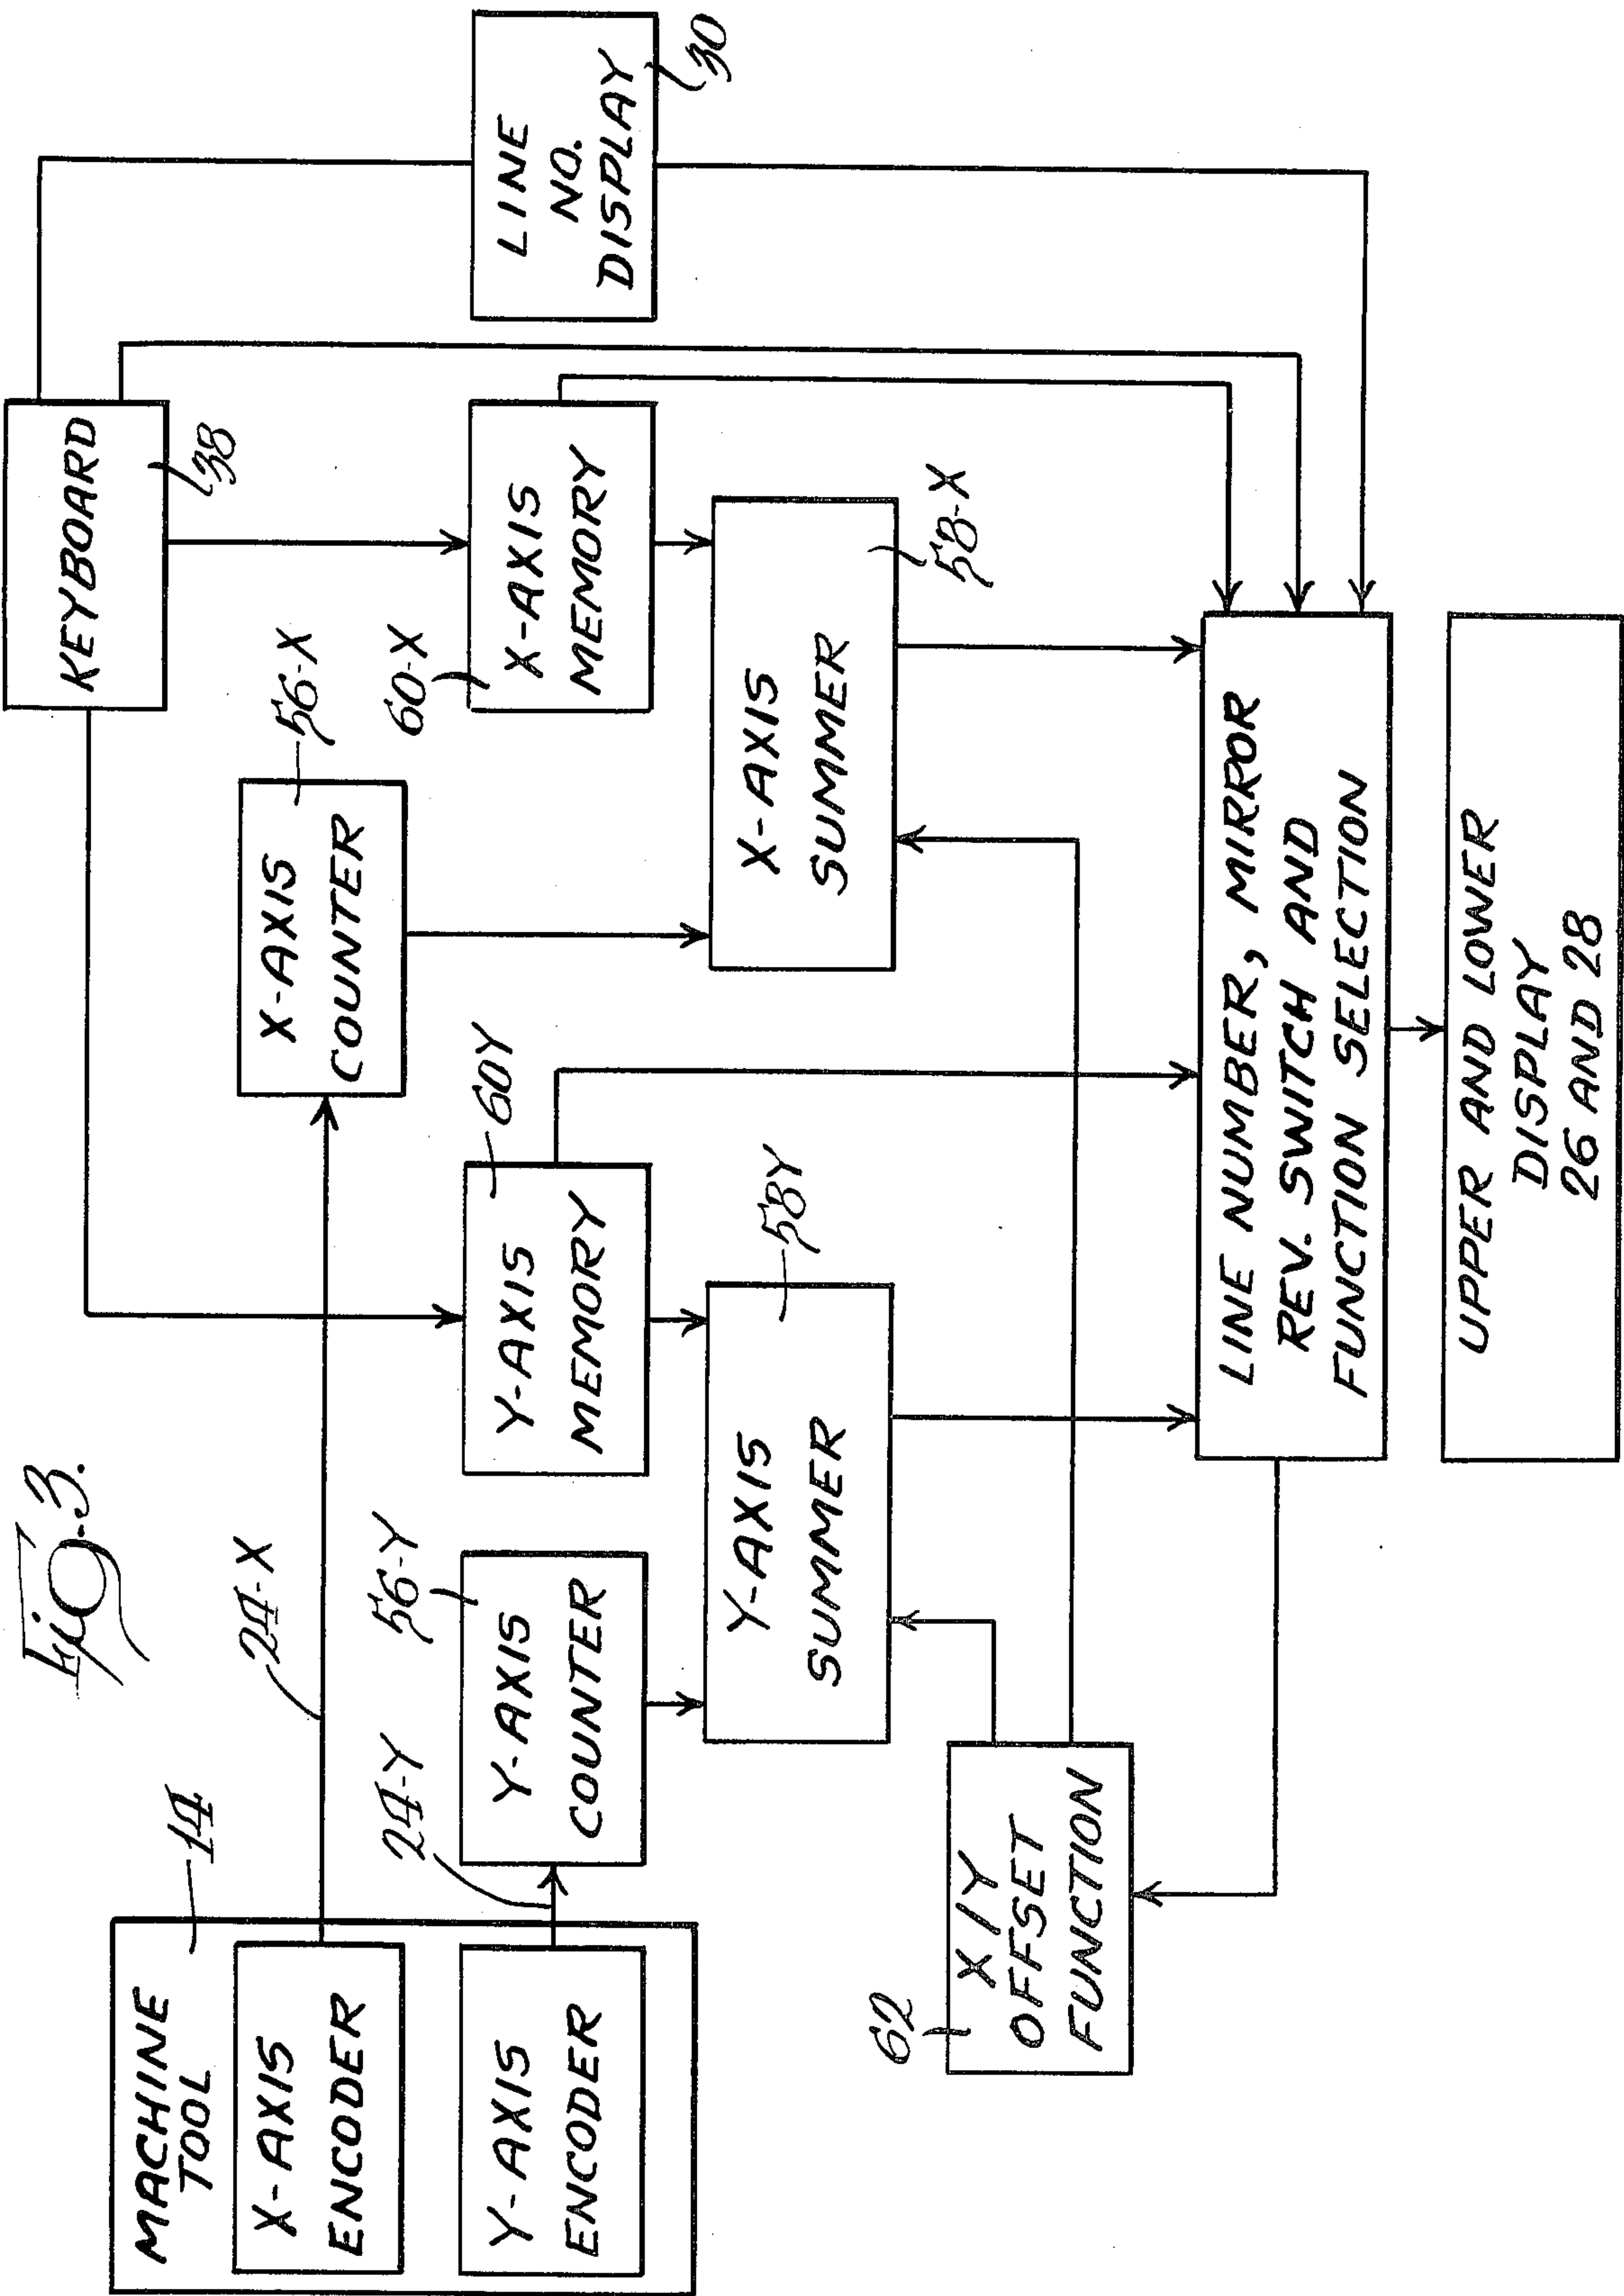 Fig. 3.
MACHINE
TOOL
14
X-AXIS
ENCODER
Y-AXIS
ENCODER
24-X
24-Y
56-Y
Y-AXIS
COUNTER
X-AXIS
COUNTER
56-X
KEYBOARD
38
Y-AXIS
MEMORY
60Y
60-X
X-AXIS
MEMORY
LINE
NO.
DISPLAY
30
Y-AXIS
SUMMER
58Y
X-AXIS
SUMMER
58-X
62
X/Y
OFFSET
FUNCTION
LINE NUMBER, MIRROR
REV. SWITCH AND
FUNCTION SELECTION
UPPER AND LOWER
DISPLAY
26 AND 28